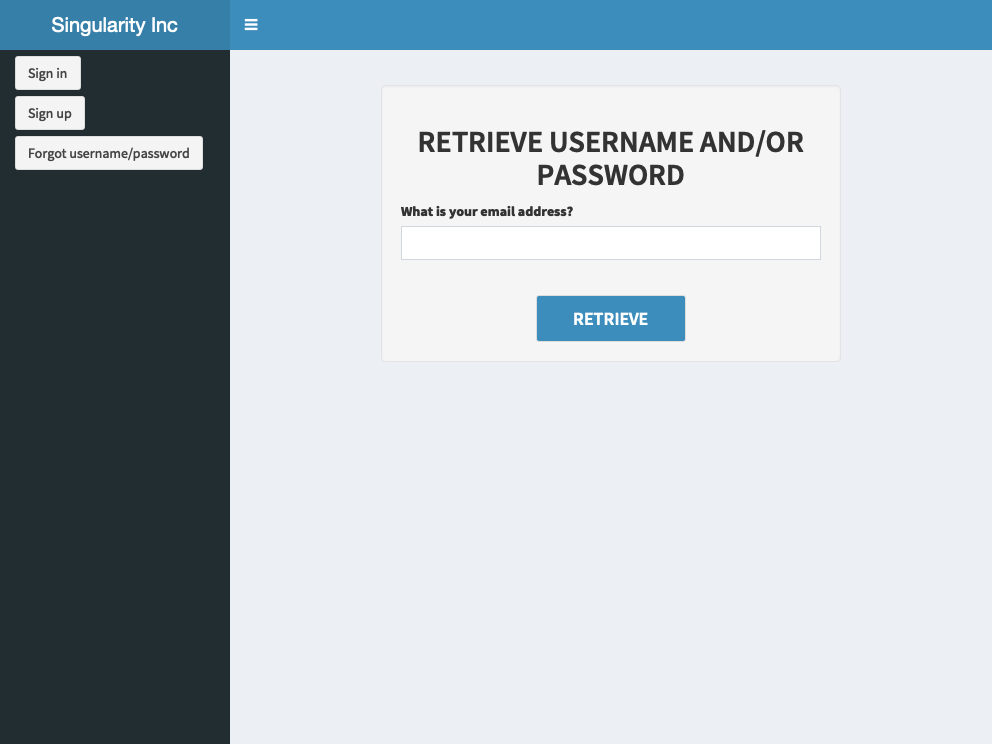 Singularity Inc
Sign in
Sign up
Forgot username/password
RETRIEVE USERNAME AND/OR
PASSWORD
What is your email address?
RETRIEVE